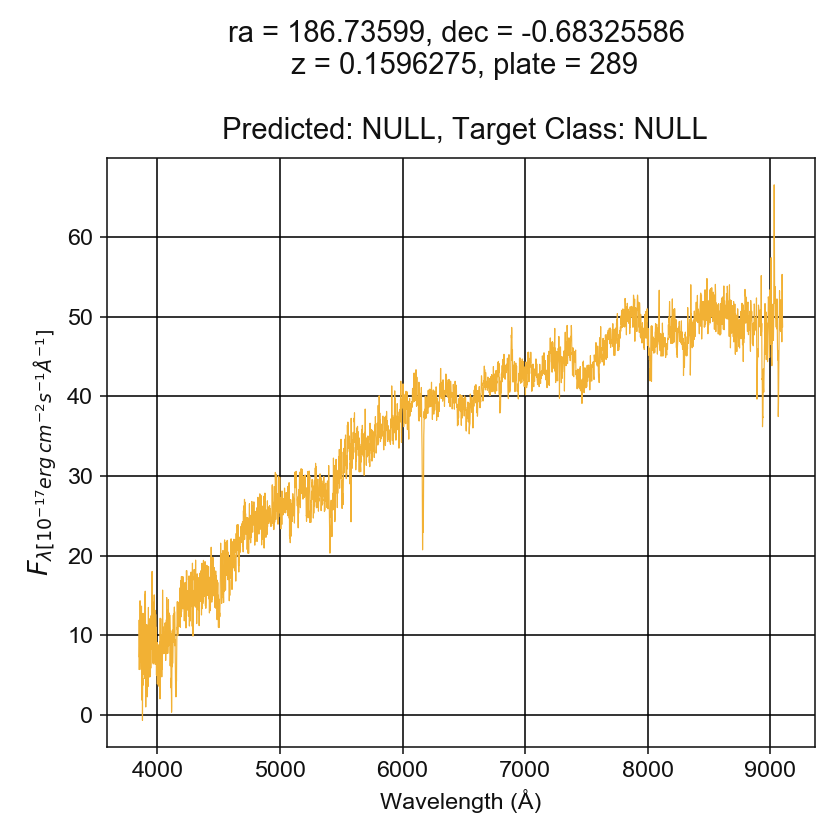 ra = 186.73599, dec = -0.68325586
z = 0.1596275, plate = 289
Predicted: NULL, Target Class: NULL
60
50
40
30
20
10
0
F_{λ[10^{-17} erg cm^{-2} s^{-1} Å^{-1}]}
4000 5000 6000 7000 8000 9000
Wavelength (Å)